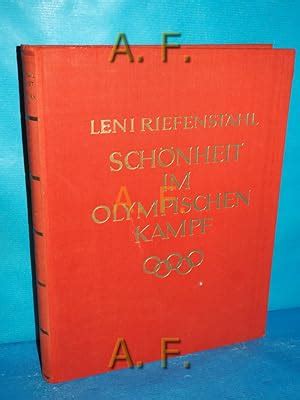 A. F.
LENI RIEFENSTAHL
SCHÖNHEIT
IM
A. F.
OLYMPISCHEN
KAMPF
A. F.